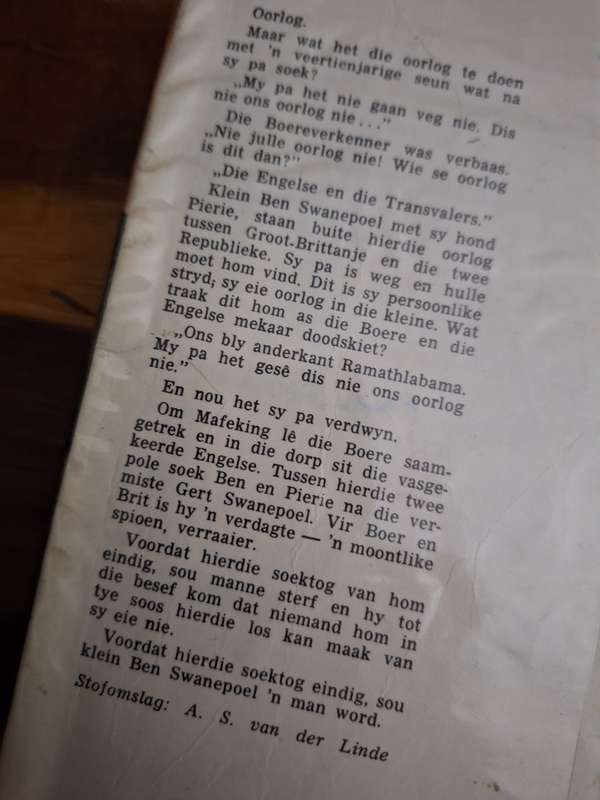 Oorlog.
Maar wat het die oorlog te doen
met 'n veertienjarige seun wat na
sy pa soek?
„My pa het nie gaan veg nie. Dis
nie ons oorlog nie..."
Die Boereverkenner was verbaas.
„Nie julle oorlog nie! Wie se oorlog
is dit dan?"
„Die Engelse en die Transvalers."
Klein Ben Swanepoel met sy hond
Pierie, staan buite hierdie oorlog
tussen Groot-Brittanje en die twee
Republieke. Sy pa is weg en hulle
moet hom vind. Dit is sy persoonlike
stryd; sy eie oorlog in die kleine. Wat
traak dit hom as die Boere en die
Engelse mekaar doodskiet?
„Ons bly anderkant Ramathlabama.
My pa het gesê dis nie ons oorlog
nie."
En nou het sy pa verdwyn.
Om Mafeking lê die Boere saam-
getrek en in die dorp sit die vasge-
keerde Engelse. Tussen hierdie twee
pole soek Ben en Pierie na die ver-
miste Gert Swanepoel. Vir Boer en
Brit is hy 'n verdagte — 'n moontlike
spioen, verraaier.
Voordat hierdie soektog van hom
eindig, sou manne sterf en hy tot
die besef kom dat niemand hom in
tye soos hierdie los kan maak van
sy eie nie.
Voordat hierdie soektog eindig, sou
klein Ben Swanepoel 'n man word.
Stofomslag: A. S. van der Linde